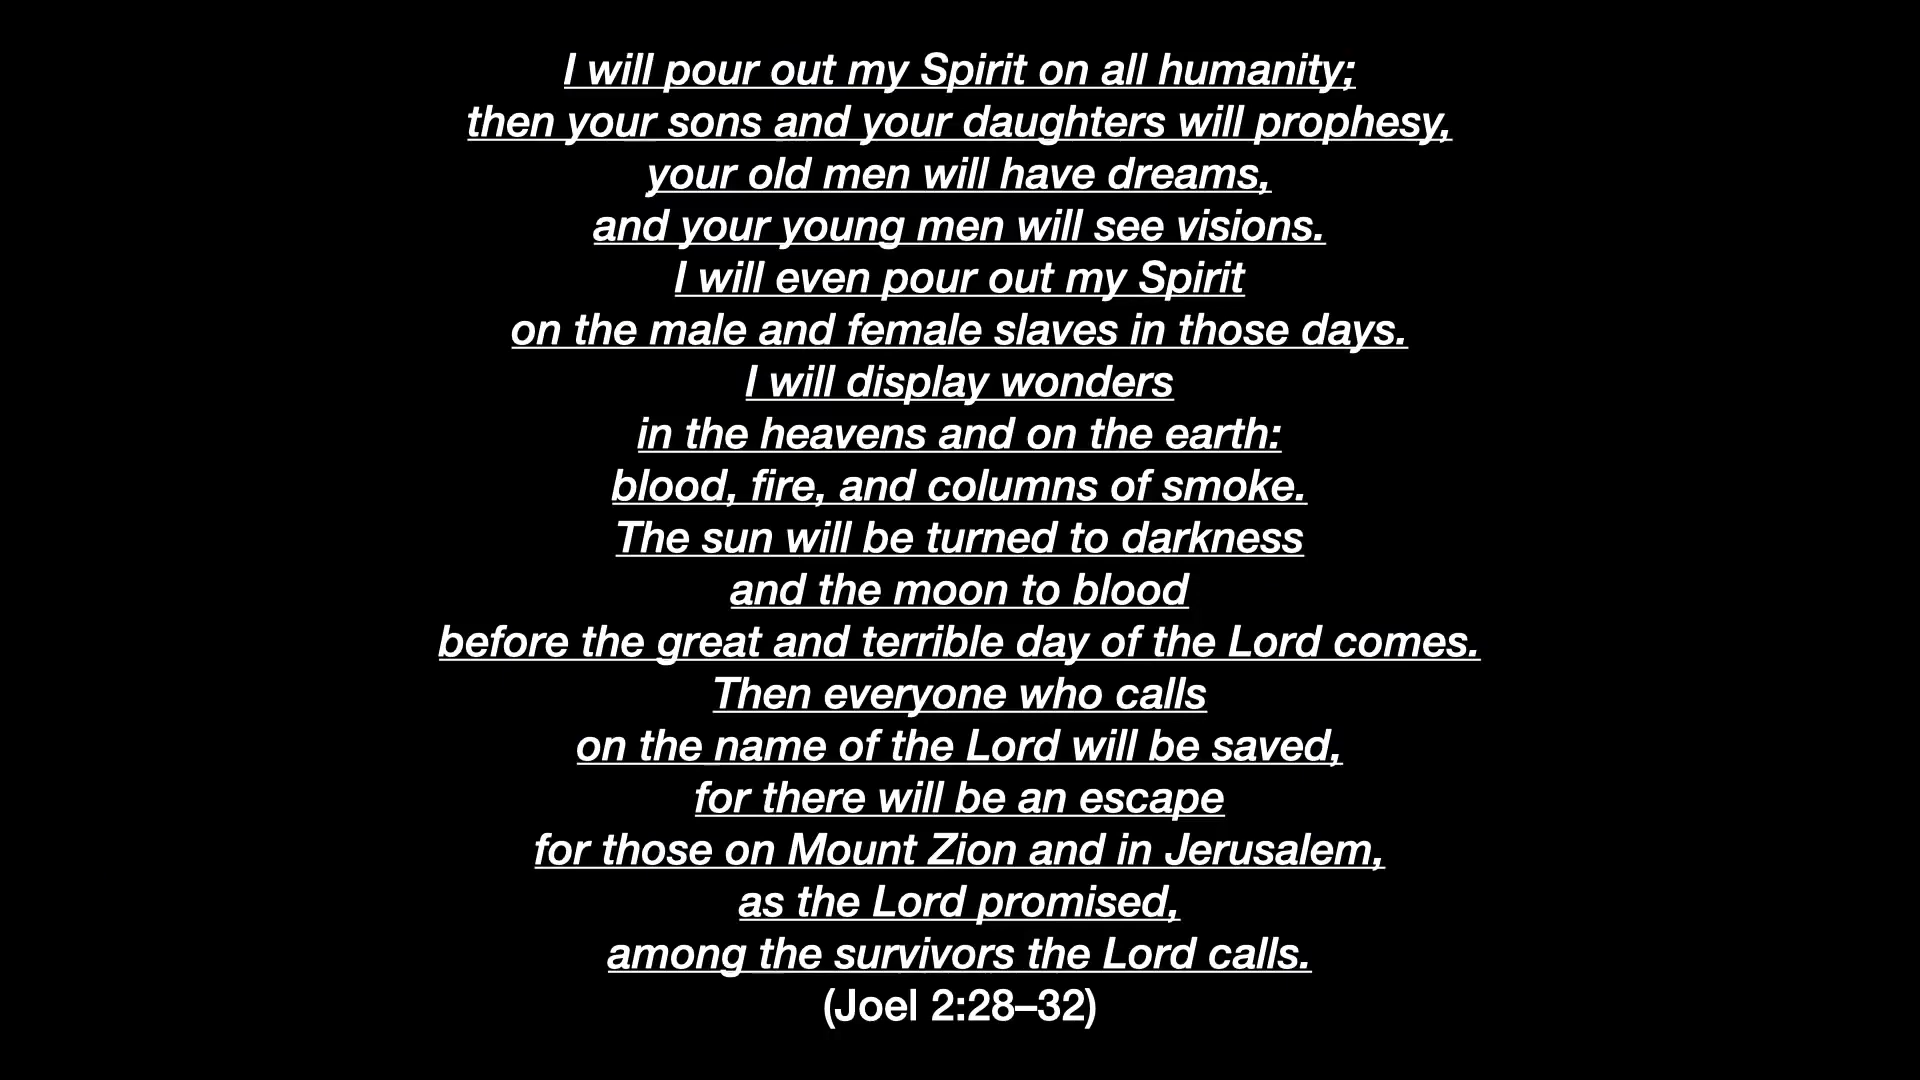 I will pour out my Spirit on all humanity;
then your sons and your daughters will prophesy,
your old men will have dreams,
and your young men will see visions.
I will even pour out my Spirit
on the male and female slaves in those days.
I will display wonders
in the heavens and on the earth:
blood, fire, and columns of smoke.
The sun will be turned to darkness
and the moon to blood
before the great and terrible day of the Lord comes.
Then everyone who calls
on the name of the Lord will be saved,
for there will be an escape
for those on Mount Zion and in Jerusalem,
as the Lord promised,
among the survivors the Lord calls.
(Joel 2:28–32)